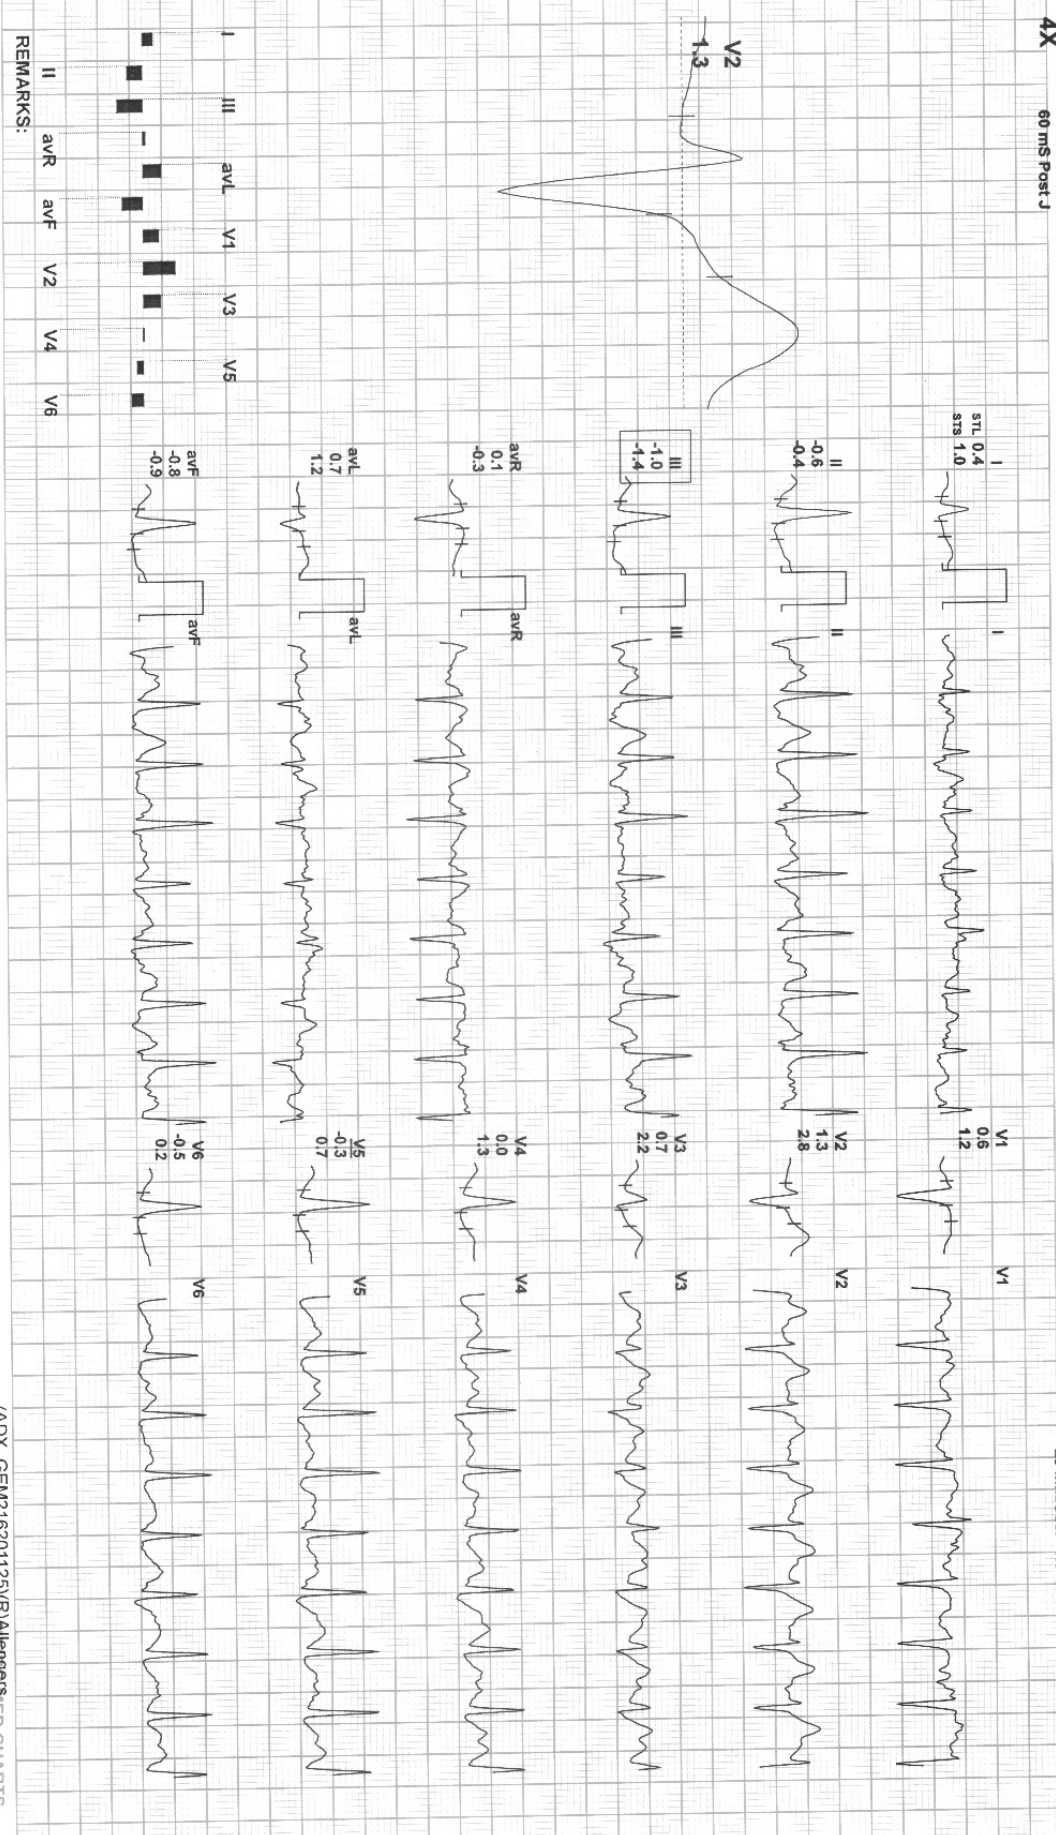 4X
60 mS Post J
V2
1.3
I
STL 0.4
STS 1.0
I
II
-0.6
-0.4
II
III
-1.0
-1.4
III
avR
0.1
-0.3
avR
avL
0.7
1.2
avL
avF
-0.8
-0.9
avF
V1
0.6
1.2
V1
V2
1.3
2.8
V2
V3
0.7
2.2
V3
V4
0.0
1.3
V4
V5
-0.3
0.7
V5
V6
-0.5
0.2
V6
I III avL V1 V3 V5
II avR avF V2 V4 V6
REMARKS:
(ADX_GEM216201125)(R)Allengers